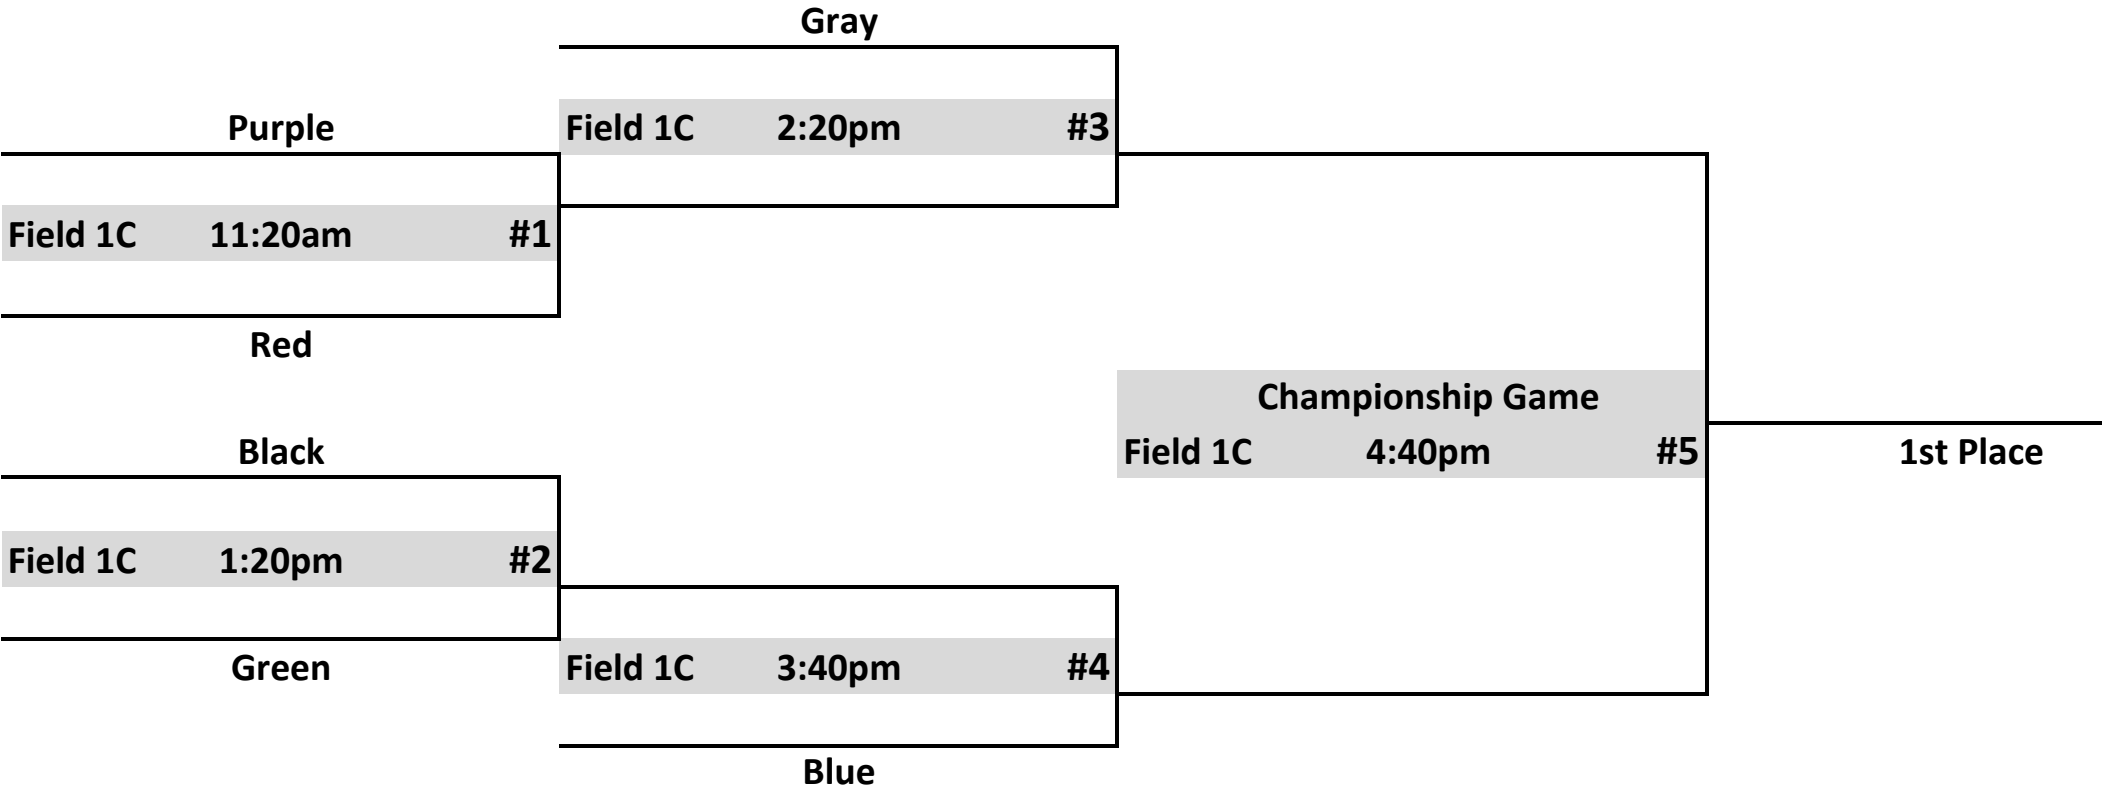 Gray
Purple
Field 1C 2:20pm #3
Field 1C 11:20am #1
Red
Championship Game
Black
Field 1C 4:40pm #5
1st Place
Field 1C 1:20pm #2
Green
Field 1C 3:40pm #4
Blue